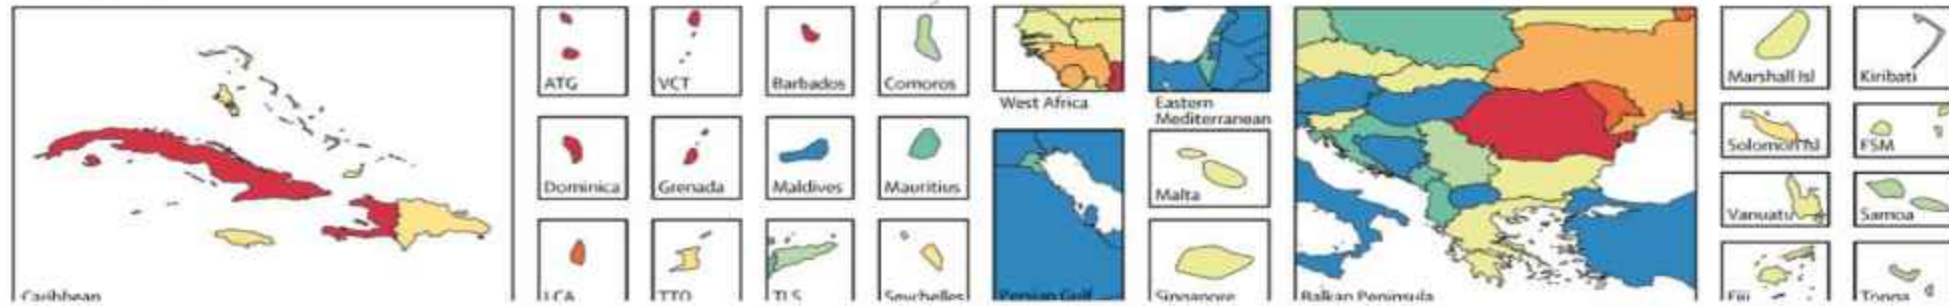 ATG
VCT
Barbados
Comoros
West Africa
Eastern
Mediterranean
Marshall Isl
Kiribati
Dominica
Grenada
Maldives
Mauritius
Malta
Solomon Isl
FSM
Vanuatu
Samoa
Caribbean
LCA
TTO
TLS
Seychelles
Persian Gulf
Singapore
Balkan Peninsula
Fiji
Tonga